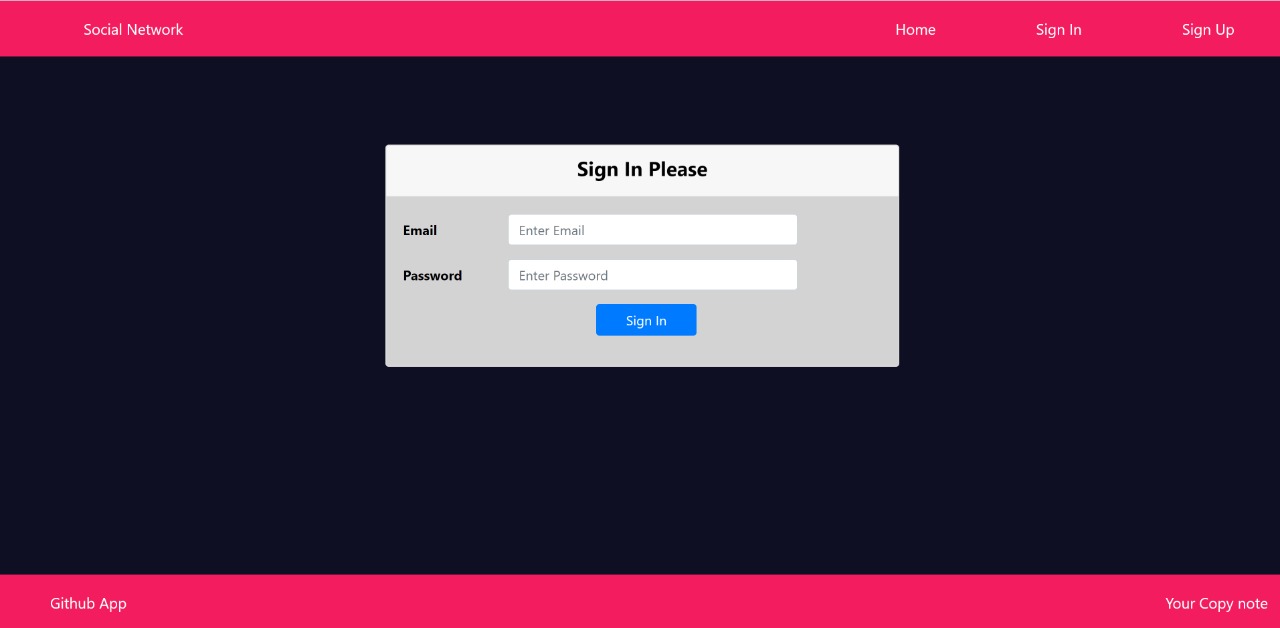 Social Network Home Sign In Sign Up
Sign In Please
Email Enter Email
Password Enter Password
Sign In
Github App Your Copy note